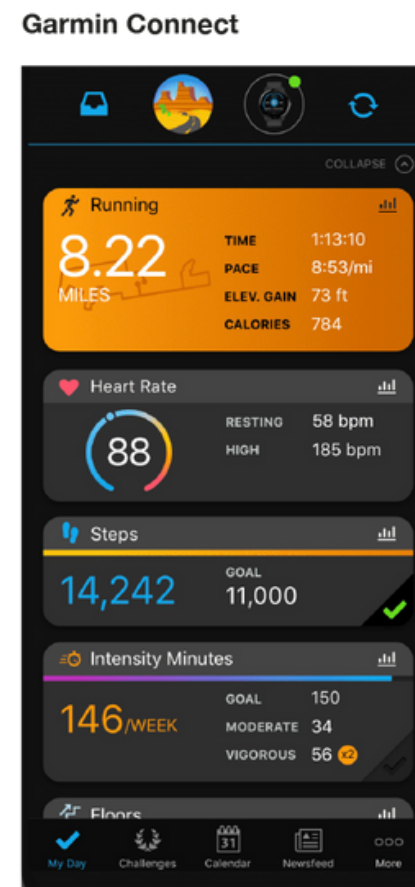 Garmin Connect
COLLAPSE
Running
8.22
MILES
TIME 1:13:10
PACE 8:53/mi
ELEV. GAIN 73 ft
CALORIES 784
Heart Rate
88
RESTING 58 bpm
HIGH 185 bpm
Steps
14,242
GOAL
11,000
Intensity Minutes
146/WEEK
GOAL 150
MODERATE 34
VIGOROUS 56 x2
Floors
31
My Day Challenges Calendar Newsfeed More